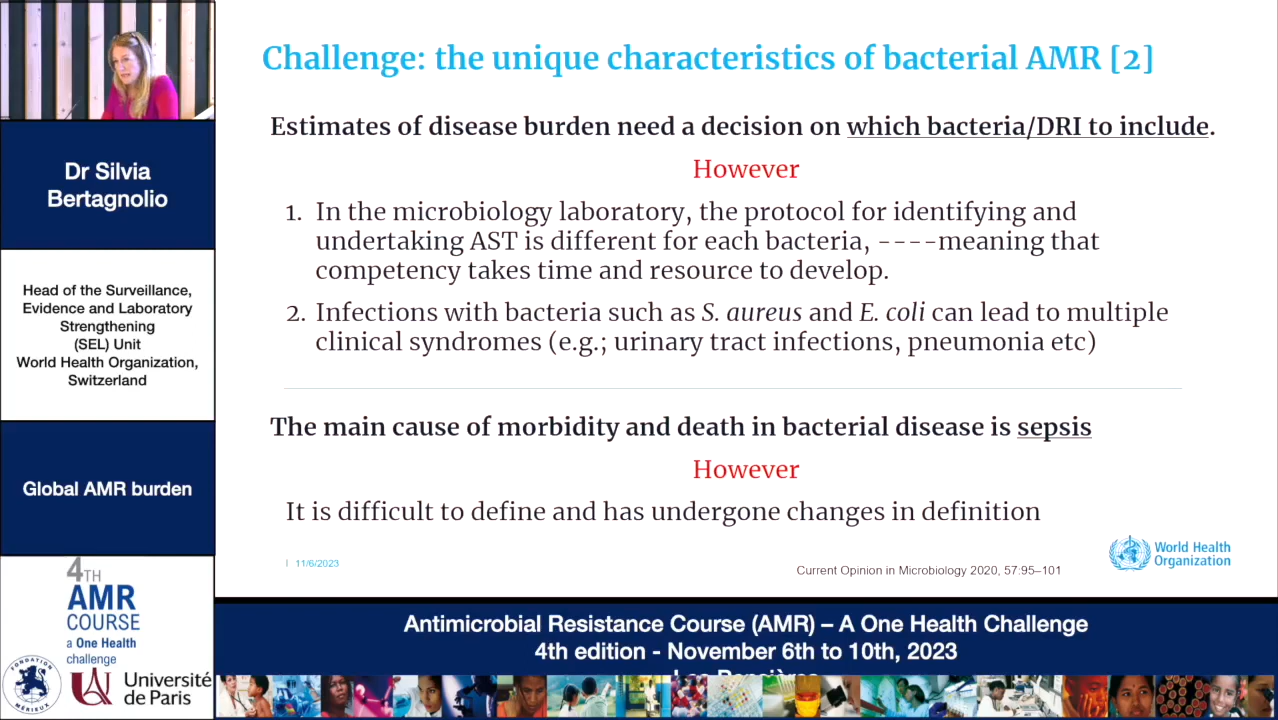 Challenge: the unique characteristics of bacterial AMR [2]
Estimates of disease burden need a decision on which bacteria/DRI to include.
However
1. In the microbiology laboratory, the protocol for identifying and
undertaking AST is different for each bacteria, ----meaning that
competency takes time and resource to develop.
2. Infections with bacteria such as S. aureus and E. coli can lead to multiple
clinical syndromes (e.g.; urinary tract infections, pneumonia etc)
The main cause of morbidity and death in bacterial disease is sepsis
However
It is difficult to define and has undergone changes in definition
| 11/6/2023
Current Opinion in Microbiology 2020, 57:95–101
World Health
Organization
Dr Silvia
Bertagnolio
Head of the Surveillance,
Evidence and Laboratory
Strengthening
(SEL) Unit
World Health Organization,
Switzerland
Global AMR burden
4TH
AMR
COURSE
a One Health
challenge
FONDATION
MÉRIEUX
Université
de Paris
Antimicrobial Resistance Course (AMR) – A One Health Challenge
4th edition - November 6th to 10th, 2023